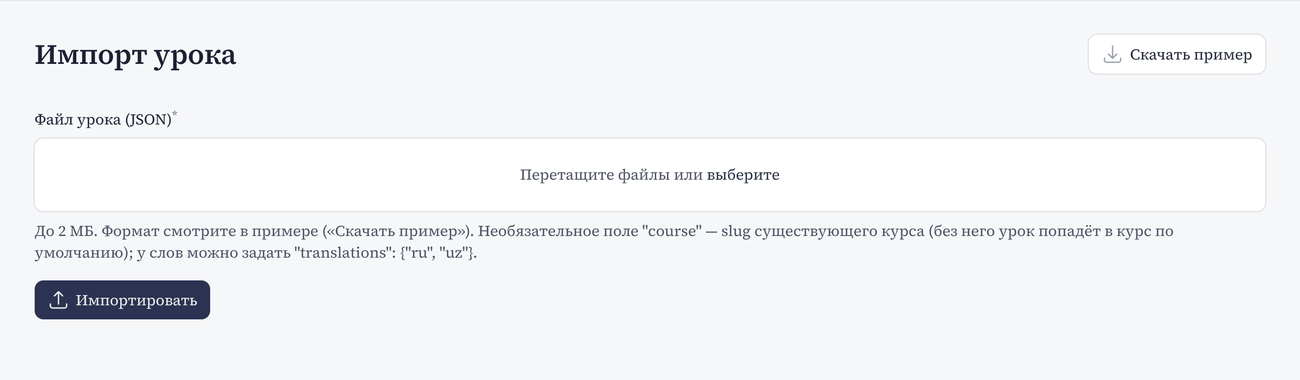 Импорт урока
Скачать пример
Файл урока (JSON)*
Перетащите файлы или выберите
До 2 МБ. Формат смотрите в примере («Скачать пример»). Необязательное поле "course" — slug существующего курса (без него урок попадёт в курс по
умолчанию); у слов можно задать "translations": {"ru", "uz"}.
Импортировать